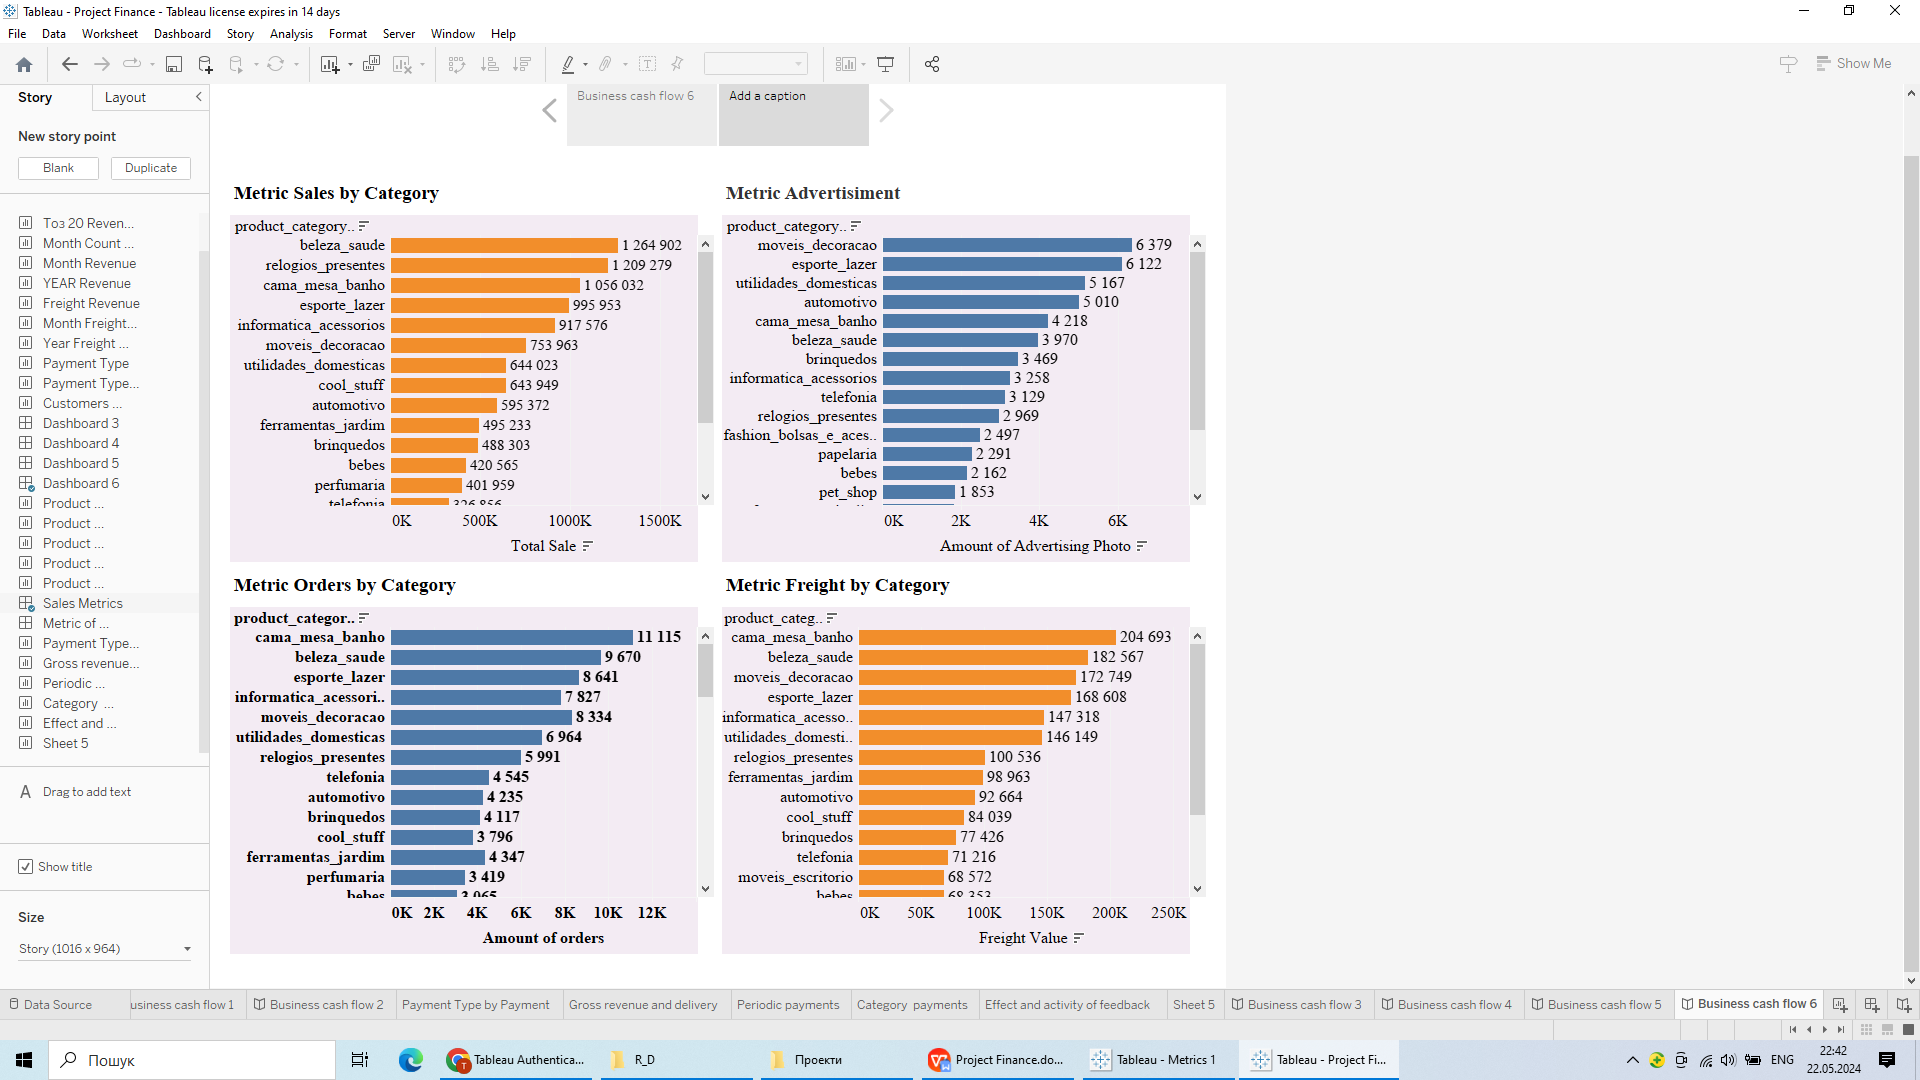 Tableau - Project Finance - Tableau license expires in 14 days
File Data Worksheet Dashboard Story Analysis Format Server Window Help
Show Me
Story Layout
New story point
Blank Duplicate
Тоз 20 Reven...
Month Count ...
Month Revenue
YEAR Revenue
Freight Revenue
Month Freight...
Year Freight ...
Payment Type
Payment Type...
Customers ...
Dashboard 3
Dashboard 4
Dashboard 5
Dashboard 6
Product ...
Product ...
Product ...
Product ...
Product ...
Sales Metrics
Metric of ...
Payment Type...
Gross revenue...
Periodic ...
Category ...
Effect and ...
Sheet 5
A Drag to add text
Show title
Size
Story (1016 x 964)
Business cash flow 6
Add a caption
Metric Sales by Category
product_category..
beleza_saude 1 264 902
relogios_presentes 1 209 279
cama_mesa_banho 1 056 032
esporte_lazer 995 953
informatica_acessorios 917 576
moveis_decoracao 753 963
utilidades_domesticas 644 023
cool_stuff 643 949
automotivo 595 372
ferramentas_jardim 495 233
brinquedos 488 303
bebes 420 565
perfumaria 401 959
telefonia 326 856
0K 500K 1000K 1500K
Total Sale
Metric Advertisiment
product_category..
moveis_decoracao 6 379
esporte_lazer 6 122
utilidades_domesticas 5 167
automotivo 5 010
cama_mesa_banho 4 218
beleza_saude 3 970
brinquedos 3 469
informatica_acessorios 3 258
telefonia 3 129
relogios_presentes 2 969
fashion_bolsas_e_aces.. 2 497
papelaria 2 291
bebes 2 162
pet_shop 1 853
0K 2K 4K 6K
Amount of Advertising Photo
Metric Orders by Category
product_categor..
cama_mesa_banho 11 115
beleza_saude 9 670
esporte_lazer 8 641
informatica_acessori.. 7 827
moveis_decoracao 8 334
utilidades_domesticas 6 964
relogios_presentes 5 991
telefonia 4 545
automotivo 4 235
brinquedos 4 117
cool_stuff 3 796
ferramentas_jardim 4 347
perfumaria 3 419
bebes 3 065
0K 2K 4K 6K 8K 10K 12K
Amount of orders
Metric Freight by Category
product_categ..
cama_mesa_banho 204 693
beleza_saude 182 567
moveis_decoracao 172 749
esporte_lazer 168 608
informatica_acesso.. 147 318
utilidades_domesti.. 146 149
relogios_presentes 100 536
ferramentas_jardim 98 963
automotivo 92 664
cool_stuff 84 039
brinquedos 77 426
telefonia 71 216
moveis_escritorio 68 572
bebes 68 353
0K 50K 100K 150K 200K 250K
Freight Value
Data Source usiness cash flow 1 Business cash flow 2 Payment Type by Payment Gross revenue and delivery Periodic payments Category payments Effect and activity of feedback Sheet 5 Business cash flow 3 Business cash flow 4 Business cash flow 5 Business cash flow 6
Пошук
Tableau Authentica... R_D Проекти Project Finance.do... Tableau - Metrics 1 Tableau - Project Fi...
ENG
22:42
22.05.2024